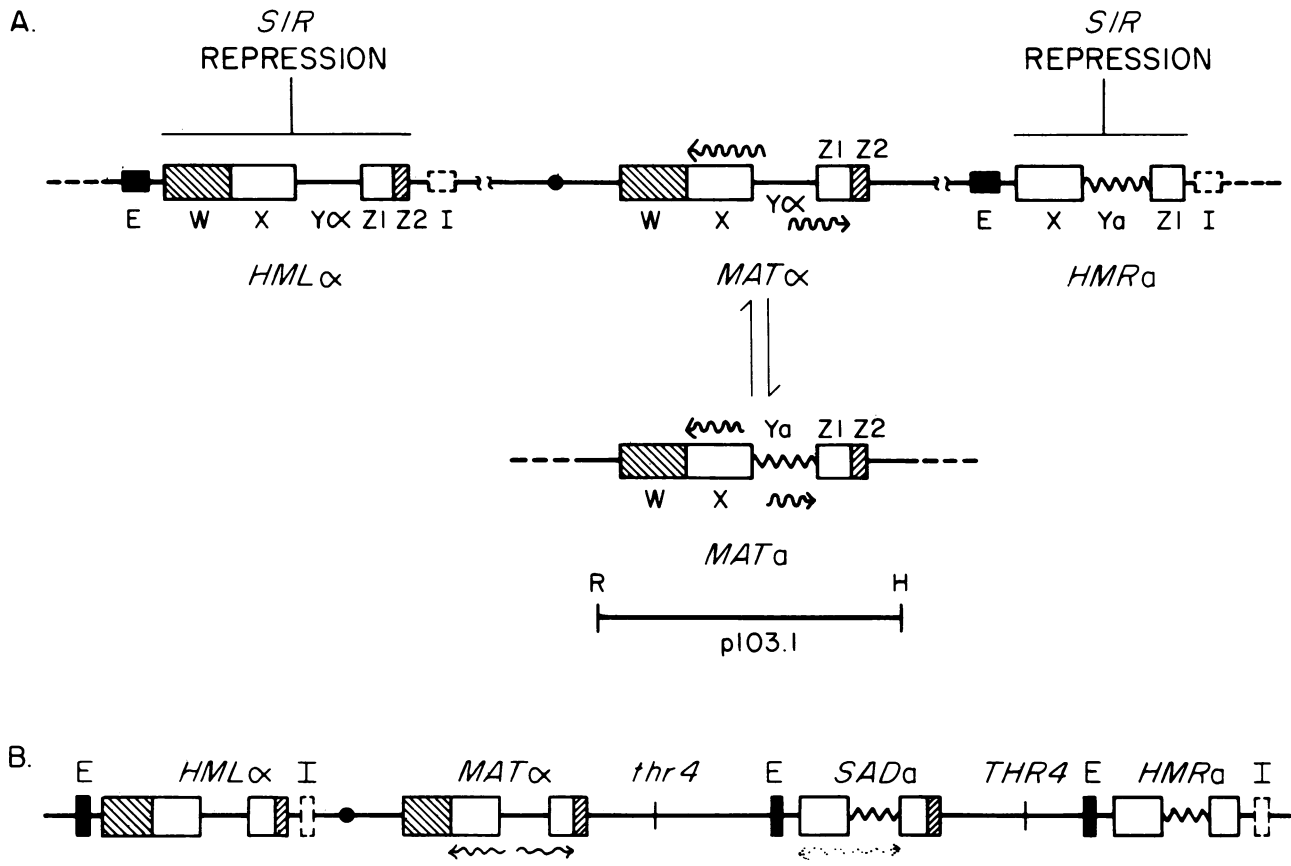 A.
SIR REPRESSION
SIR REPRESSION
Z1 Z2
E W X Yα Z1 Z2 I
W X Yα
E X Ya Z1 I
HMLα
MATα
HMRa
Ya Z1 Z2
W X
MATa
R H
p103.1
B.
E HMLα I MATα thr4 E SADa THR4 E HMRa I